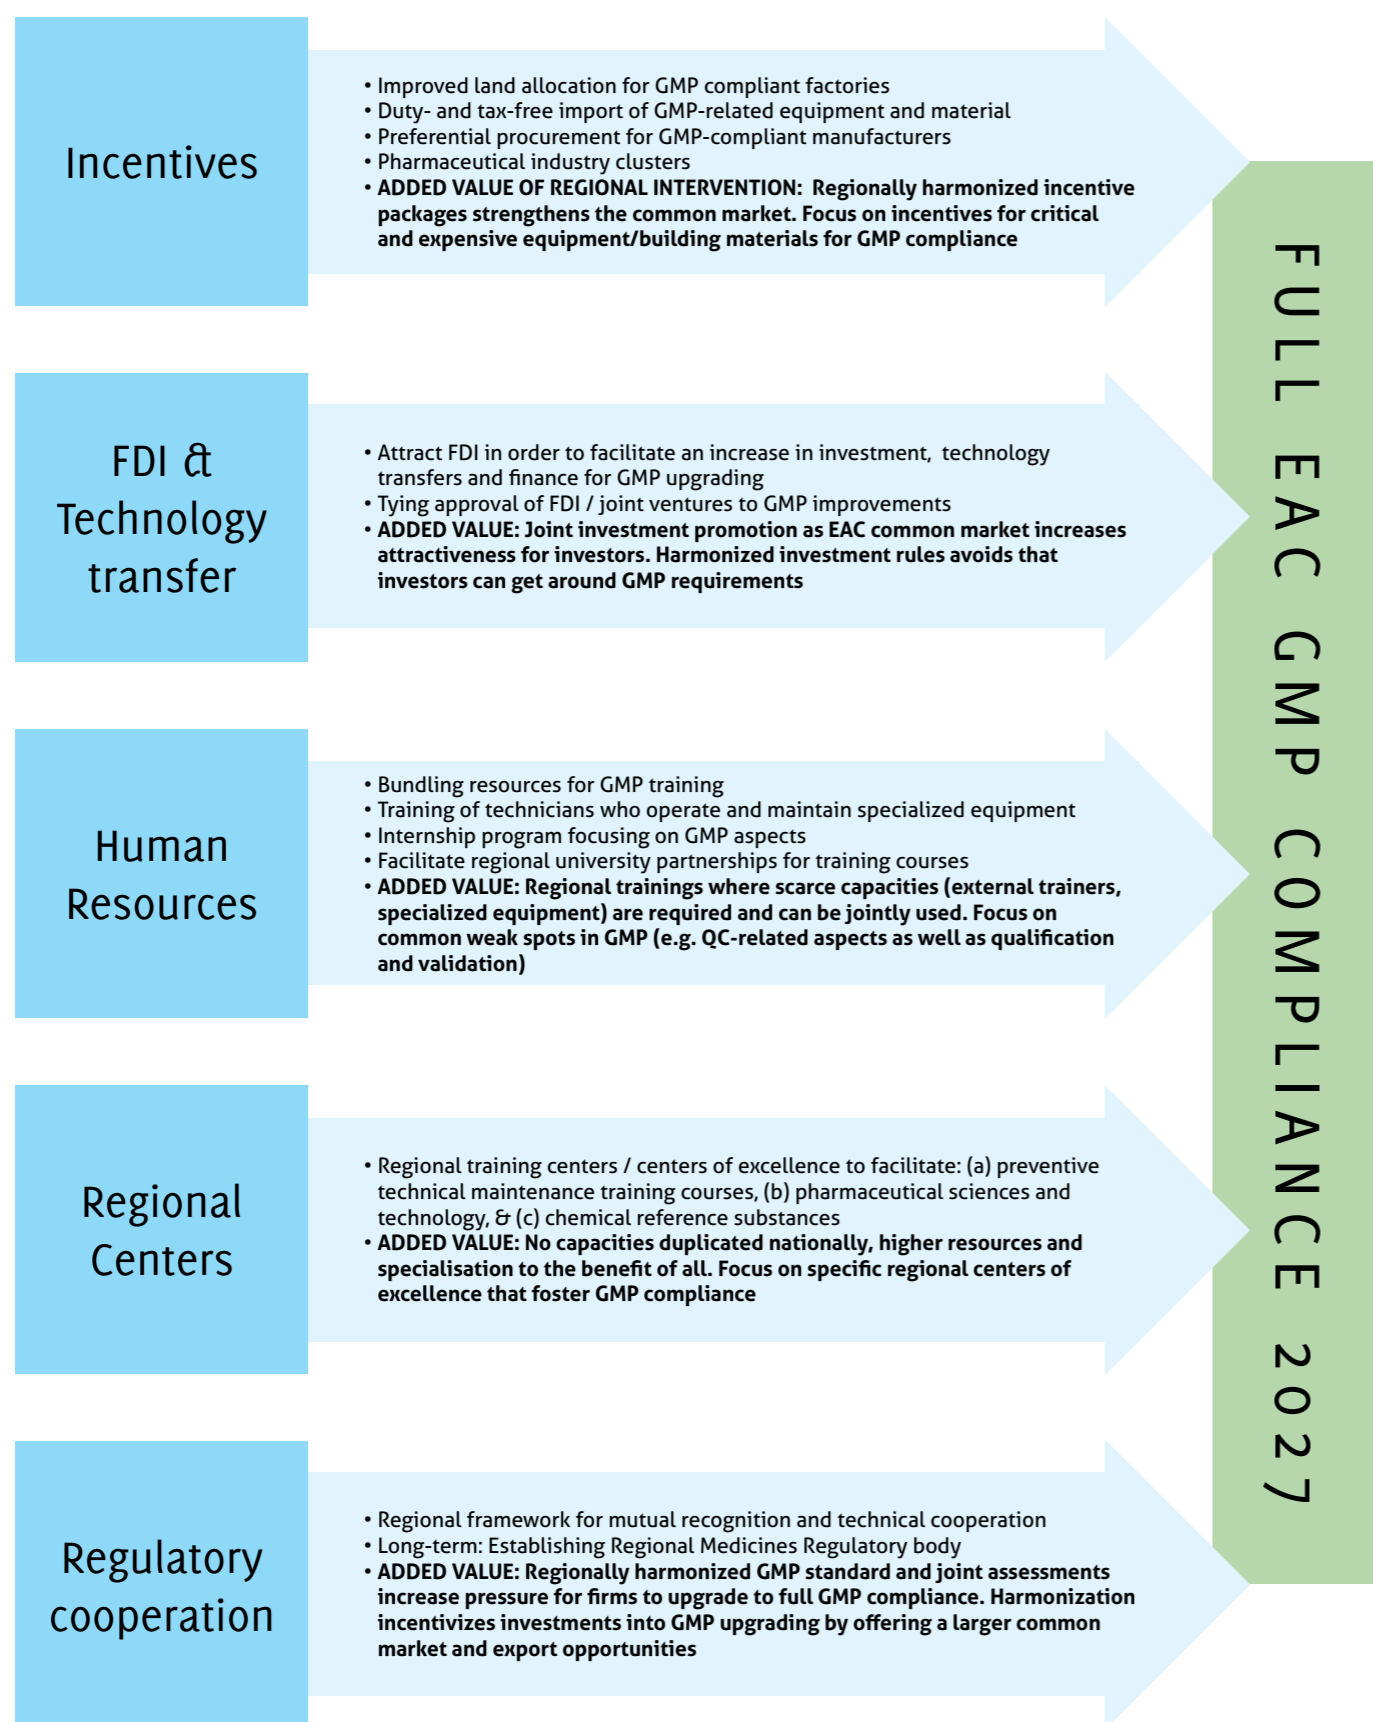 Incentives
• Improved land allocation for GMP compliant factories
• Duty- and tax-free import of GMP-related equipment and material
• Preferential procurement for GMP-compliant manufacturers
• Pharmaceutical industry clusters
• ADDED VALUE OF REGIONAL INTERVENTION:  Regionally harmonized incentive
packages strengthens the common market. Focus on incentives for critical
and expensive equipment/building materials for GMP compliance
FDI &
Technology
transfer
• Attract FDI in order to facilitate an increase in investment,  technology
transfers and finance for GMP upgrading
• Tying approval of FDI / joint ventures to GMP improvements
• ADDED VALUE: Joint investment promotion as EAC common market increases
attractiveness for investors. Harmonized investment rules avoids that
investors can get around GMP requirements
Human
Resources
• Bundling resources for GMP training
• Training of technicians who operate and maintain specialized equipment
• Internship program focusing on GMP aspects
• Facilitate regional university partnerships for training courses
• ADDED VALUE: Regional trainings where scarce capacities (external trainers,
specialized equipment) are required and can be jointly used. Focus on
common weak spots in GMP (e.g. QC-related aspects as well as qualification
and validation)
Regional
Centers
• Regional training centers / centers of excellence to facilitate: (a) preventive
technical maintenance training courses, (b) pharmaceutical sciences and
technology, & (c) chemical reference substances
• ADDED VALUE: No capacities duplicated nationally, higher resources and
specialisation to the benefit of all. Focus on specific regional centers of
excellence that foster GMP compliance
Regulatory
cooperation
• Regional framework for mutual recognition and technical cooperation
• Long-term: Establishing Regional Medicines Regulatory body
• ADDED VALUE: Regionally harmonized GMP standard and joint assessments
increase pressure for firms to upgrade to full GMP compliance. Harmonization
incentivizes investments into GMP upgrading by offering a larger common
market and export opportunities
FULL EAC GMP COMPLIANCE 2027